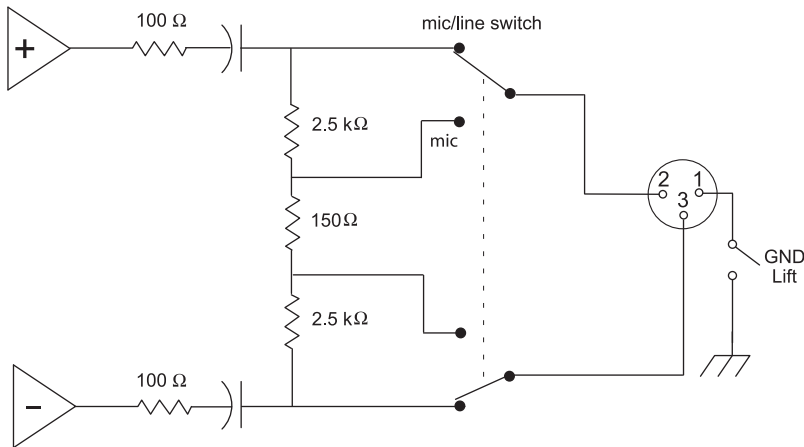 100 Ω
mic/line switch
+
2.5 kΩ
mic
2 1
3
150Ω
GND
Lift
2.5 kΩ
100 Ω
-